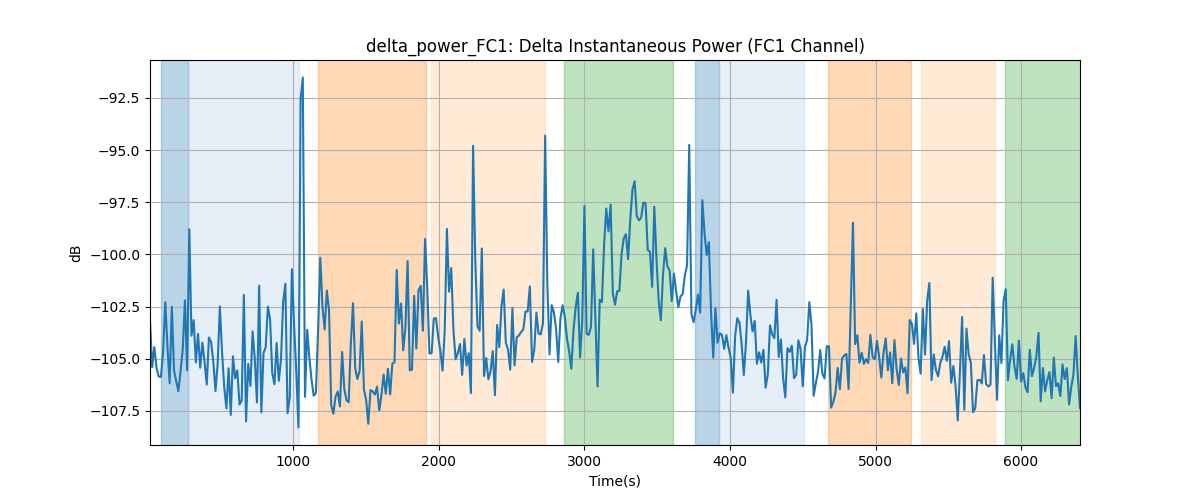 delta_power_FC1: Delta Instantaneous Power (FC1 Channel)
dB
−92.5
−95.0
−97.5
−100.0
−102.5
−105.0
−107.5
1000 2000 3000 4000 5000 6000
Time(s)